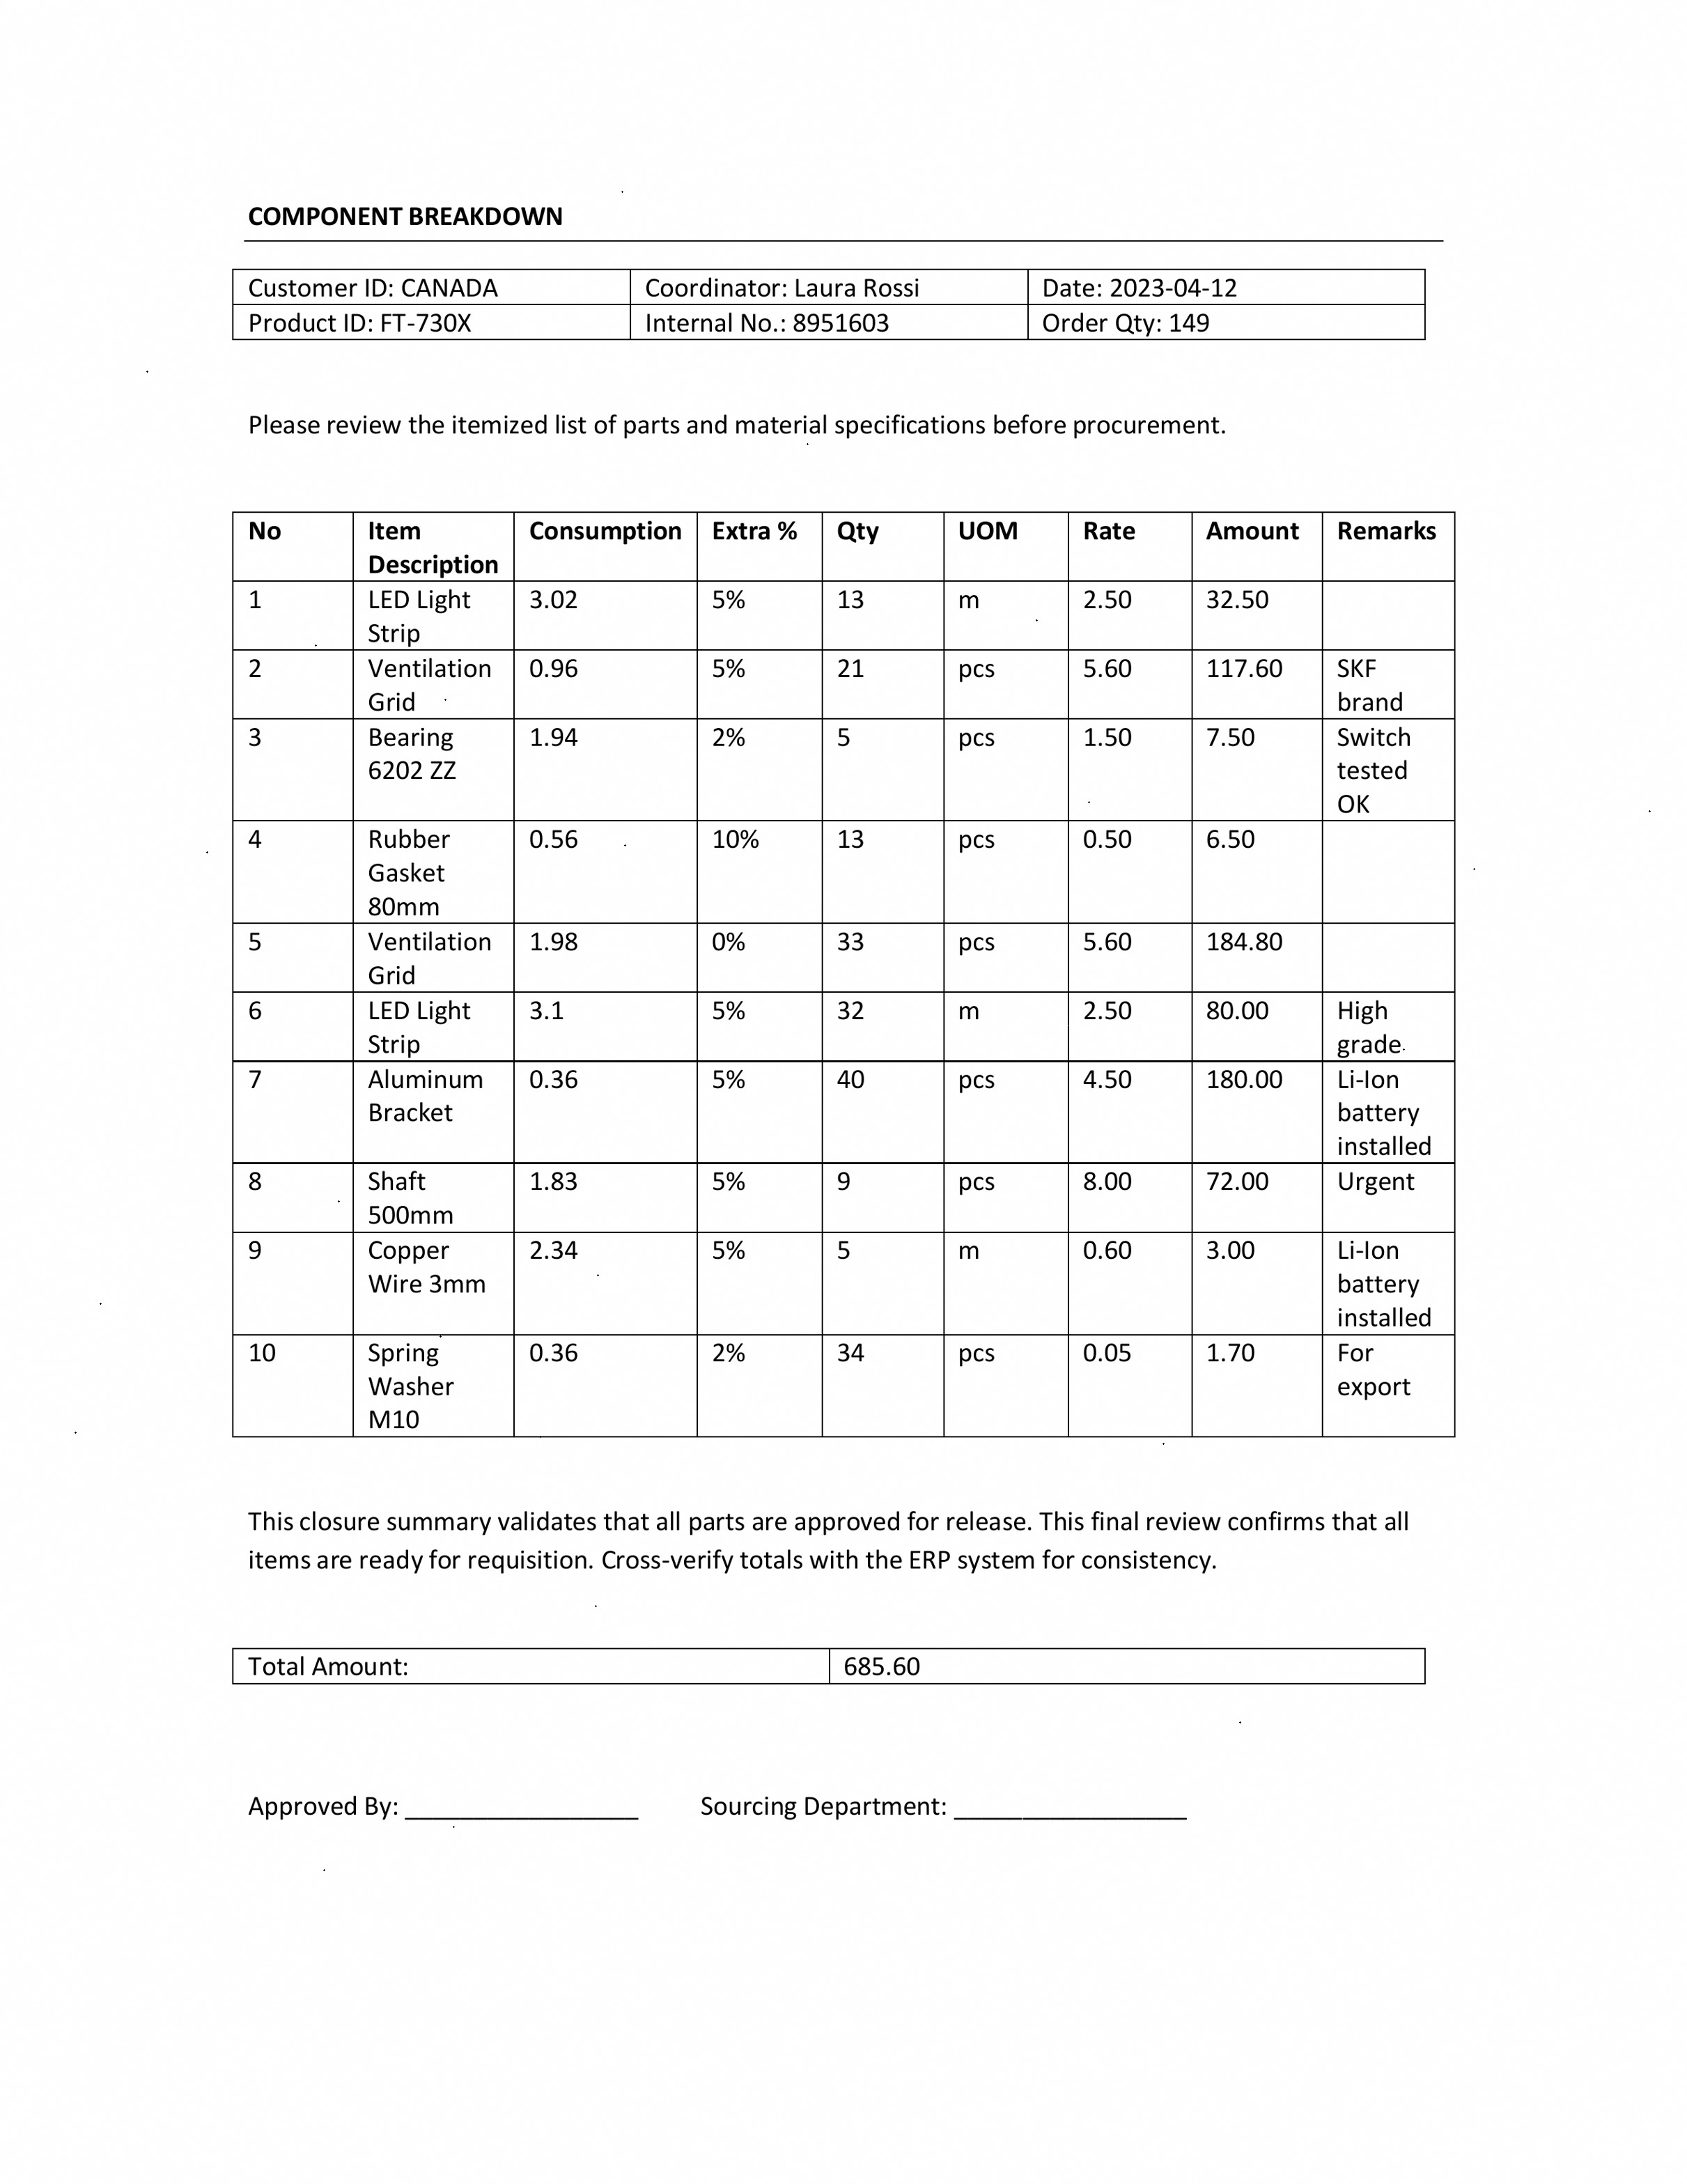 COMPONENT BREAKDOWN
Customer ID: CANADA Coordinator: Laura Rossi Date: 2023-04-12
Product ID: FT-730X Internal No.: 8951603 Order Qty: 149
Please review the itemized list of parts and material specifications before procurement.
No Item Consumption Extra % Qty UOM Rate Amount Remarks
Description
1 LED Light 3.02 5% 13 m 2.50 32.50
Strip
2 Ventilation 0.96 5% 21 pcs 5.60 117.60 SKF
Grid brand
3 Bearing 1.94 2% 5 pcs 1.50 7.50 Switch
6202 ZZ tested
OK
4 Rubber 0.56 10% 13 pcs 0.50 6.50
Gasket
80mm
5 Ventilation 1.98 0% 33 pcs 5.60 184.80
Grid
6 LED Light 3.1 5% 32 m 2.50 80.00 High
Strip grade
7 Aluminum 0.36 5% 40 pcs 4.50 180.00 Li-Ion
Bracket battery
installed
8 Shaft 1.83 5% 9 pcs 8.00 72.00 Urgent
500mm
9 Copper 2.34 5% 5 m 0.60 3.00 Li-Ion
Wire 3mm battery
installed
10 Spring 0.36 2% 34 pcs 0.05 1.70 For
Washer export
M10
This closure summary validates that all parts are approved for release. This final review confirms that all
items are ready for requisition. Cross-verify totals with the ERP system for consistency.
Total Amount: 685.60
Approved By: _________________ Sourcing Department: _________________